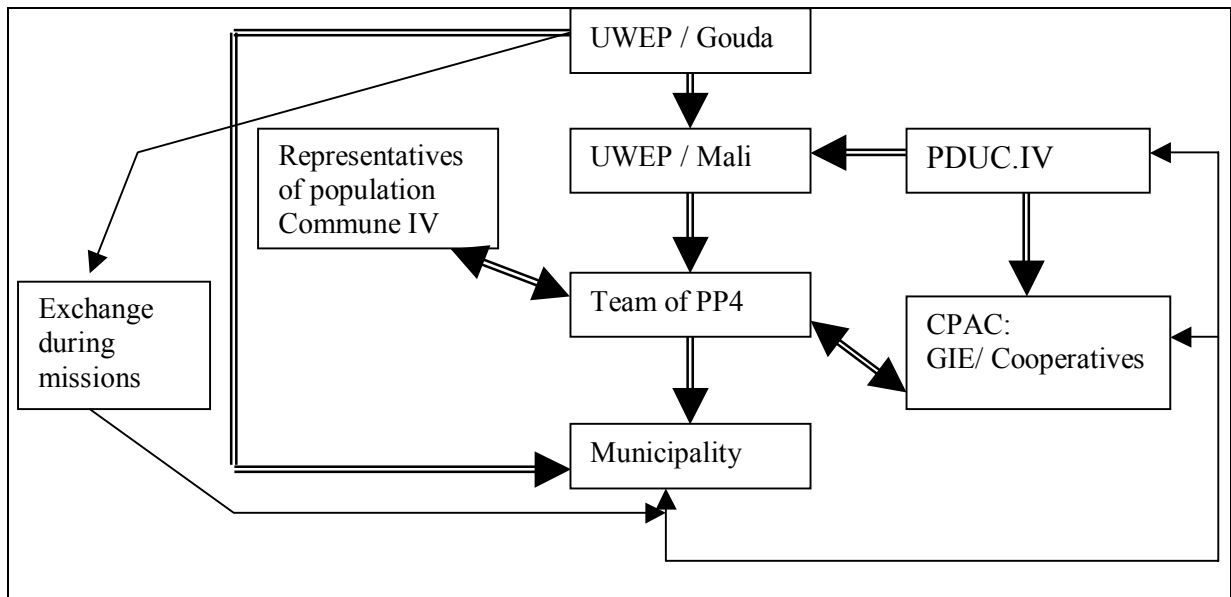 UWEP / Gouda
Representatives
of population
Commune IV
UWEP / Mali
PDUC.IV
Exchange
during
missions
Team of PP4
CPAC:
GIE/ Cooperatives
Municipality